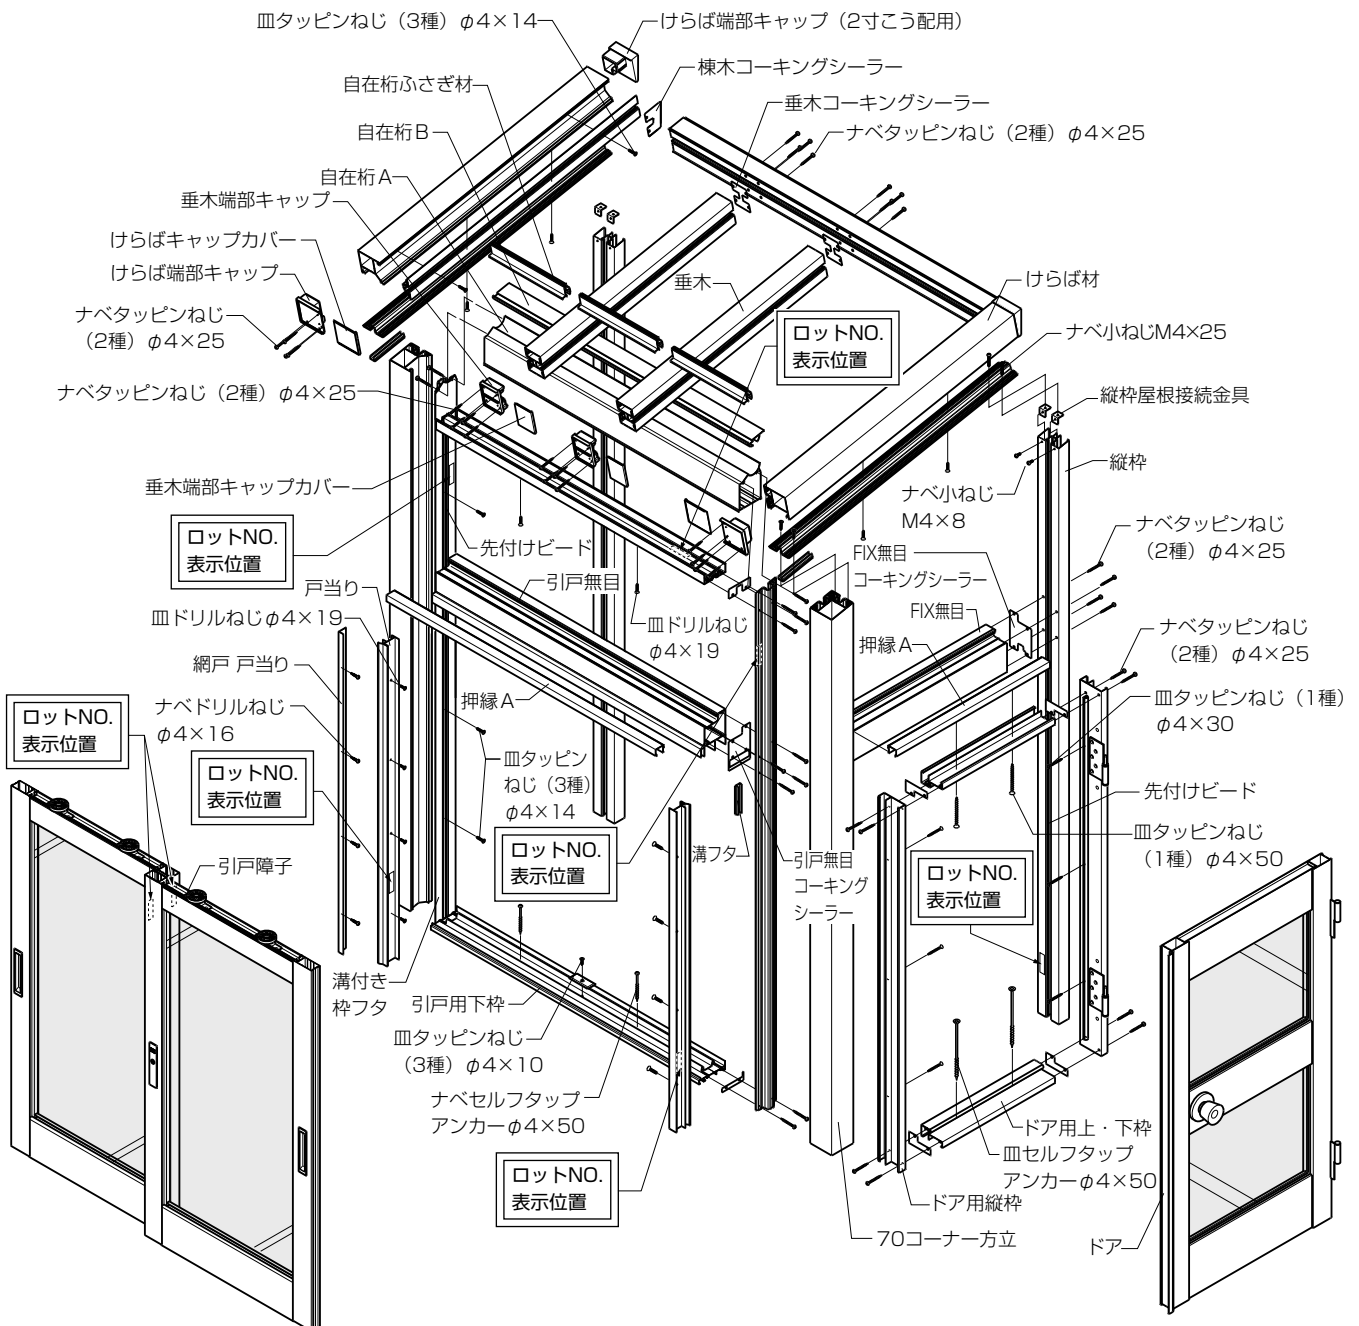 皿タッピンねじ（3種）φ4×14
けらば端部キャップ（2寸こう配用）
自在桁ふさぎ材
棟木コーキングシーラー
垂木コーキングシーラー
自在桁B
ナベタッピンねじ（2種）φ4×25
自在桁A
垂木端部キャップ
けらばキャップカバー
けらば端部キャップ
垂木
けらば材
ナベタッピンねじ
（2種）φ4×25
ロットNO.
表示位置
ナベ小ねじM4×25
ナベタッピンねじ（2種）φ4×25
縦枠屋根接続金具
縦枠
垂木端部キャップカバー
ナベ小ねじ
M4×8
ロットNO.
表示位置
先付けビード
ナベタッピンねじ
（2種）φ4×25
FIX無目
コーキングシーラー
戸当り
引戸無目
FIX無目
皿ドリルねじφ4×19
皿ドリルねじ
φ4×19
押縁A
ナベタッピンねじ
（2種）φ4×25
網戸 戸当り
押縁A
皿タッピンねじ（1種）
φ4×30
ロットNO.
表示位置
ナベドリルねじ
φ4×16
ロットNO.
表示位置
皿タッピン
ねじ（3種）
φ4×14
先付けビード
皿タッピンねじ
（1種）φ4×50
ロットNO.
表示位置
溝フタ
引戸無目
コーキング
シーラー
ロットNO.
表示位置
引戸障子
溝付き
枠フタ
引戸用下枠
皿タッピンねじ
（3種）φ4×10
ナベセルフタップ
アンカーφ4×50
ドア用上・下枠
皿セルフタップ
アンカーφ4×50
ロットNO.
表示位置
ドア用縦枠
70コーナー方立
ドア